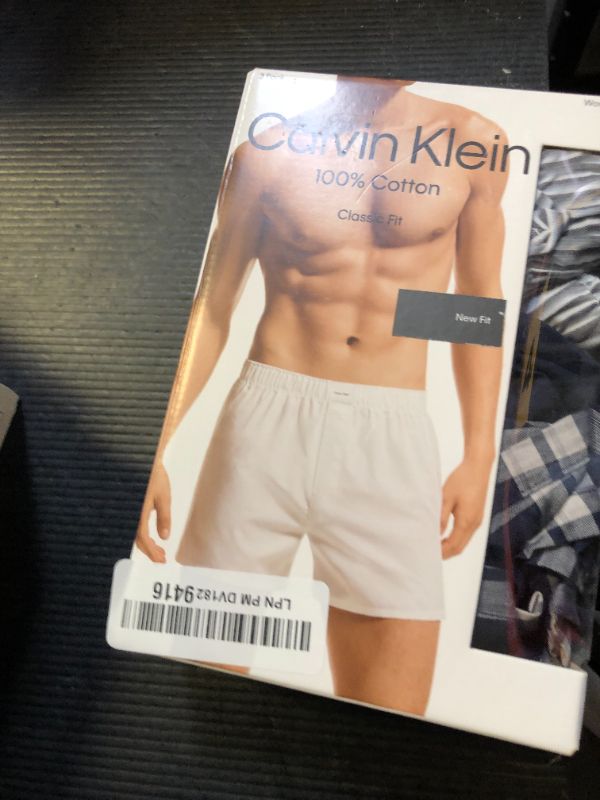 Calvin Klein
100% Cotton
Classic Fit
New Fit
LPN PM DV1829416